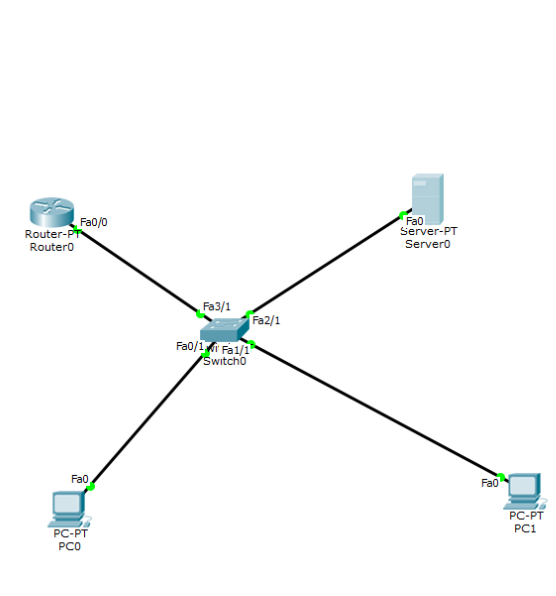 Fa0/0
Router-PT
Router0
Fa0
Server-PT
Server0
Fa3/1
Fa2/1
Fa0/1
Fa1/1
Switch0
Fa0
PC-PT
PC0
Fa0
PC-PT
PC1